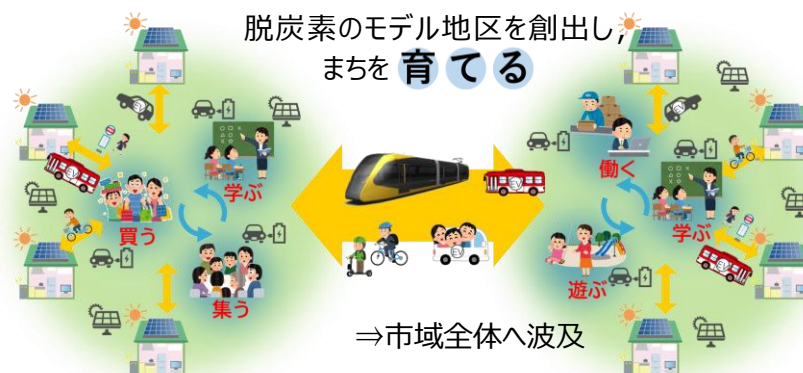 脱炭素のモデル地区を創出し,
まちを 育てる
学ぶ
買う
集う
働く
学ぶ
遊ぶ
⇒市域全体へ波及